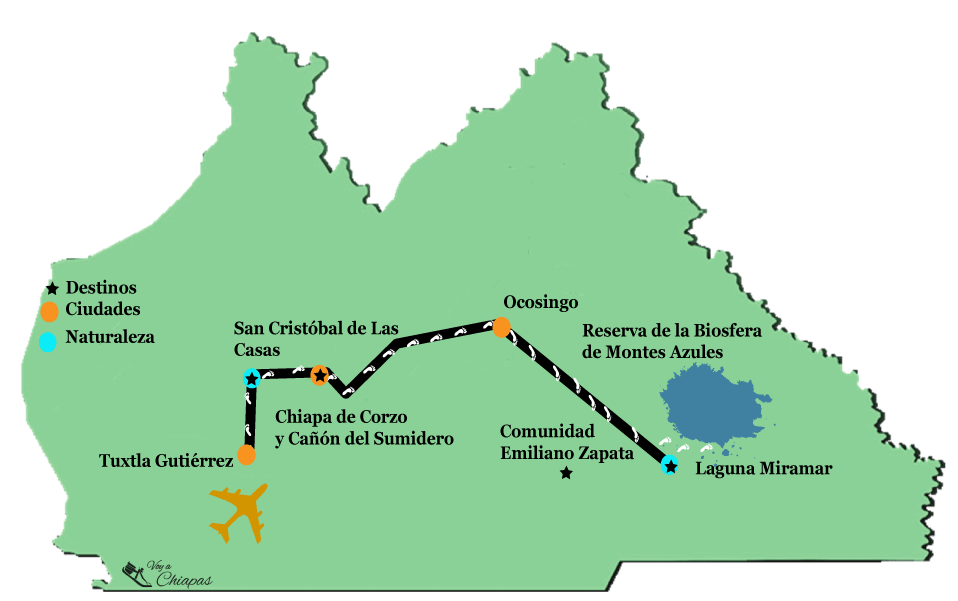 Destinos
Ciudades
Naturaleza
San Cristóbal de Las
Casas
Ocosingo
Reserva de la Biosfera
de Montes Azules
Chiapa de Corzo
y Cañón del Sumidero
Comunidad
Emiliano Zapata
Tuxtla Gutiérrez
Laguna Miramar
Voy a
Chiapas